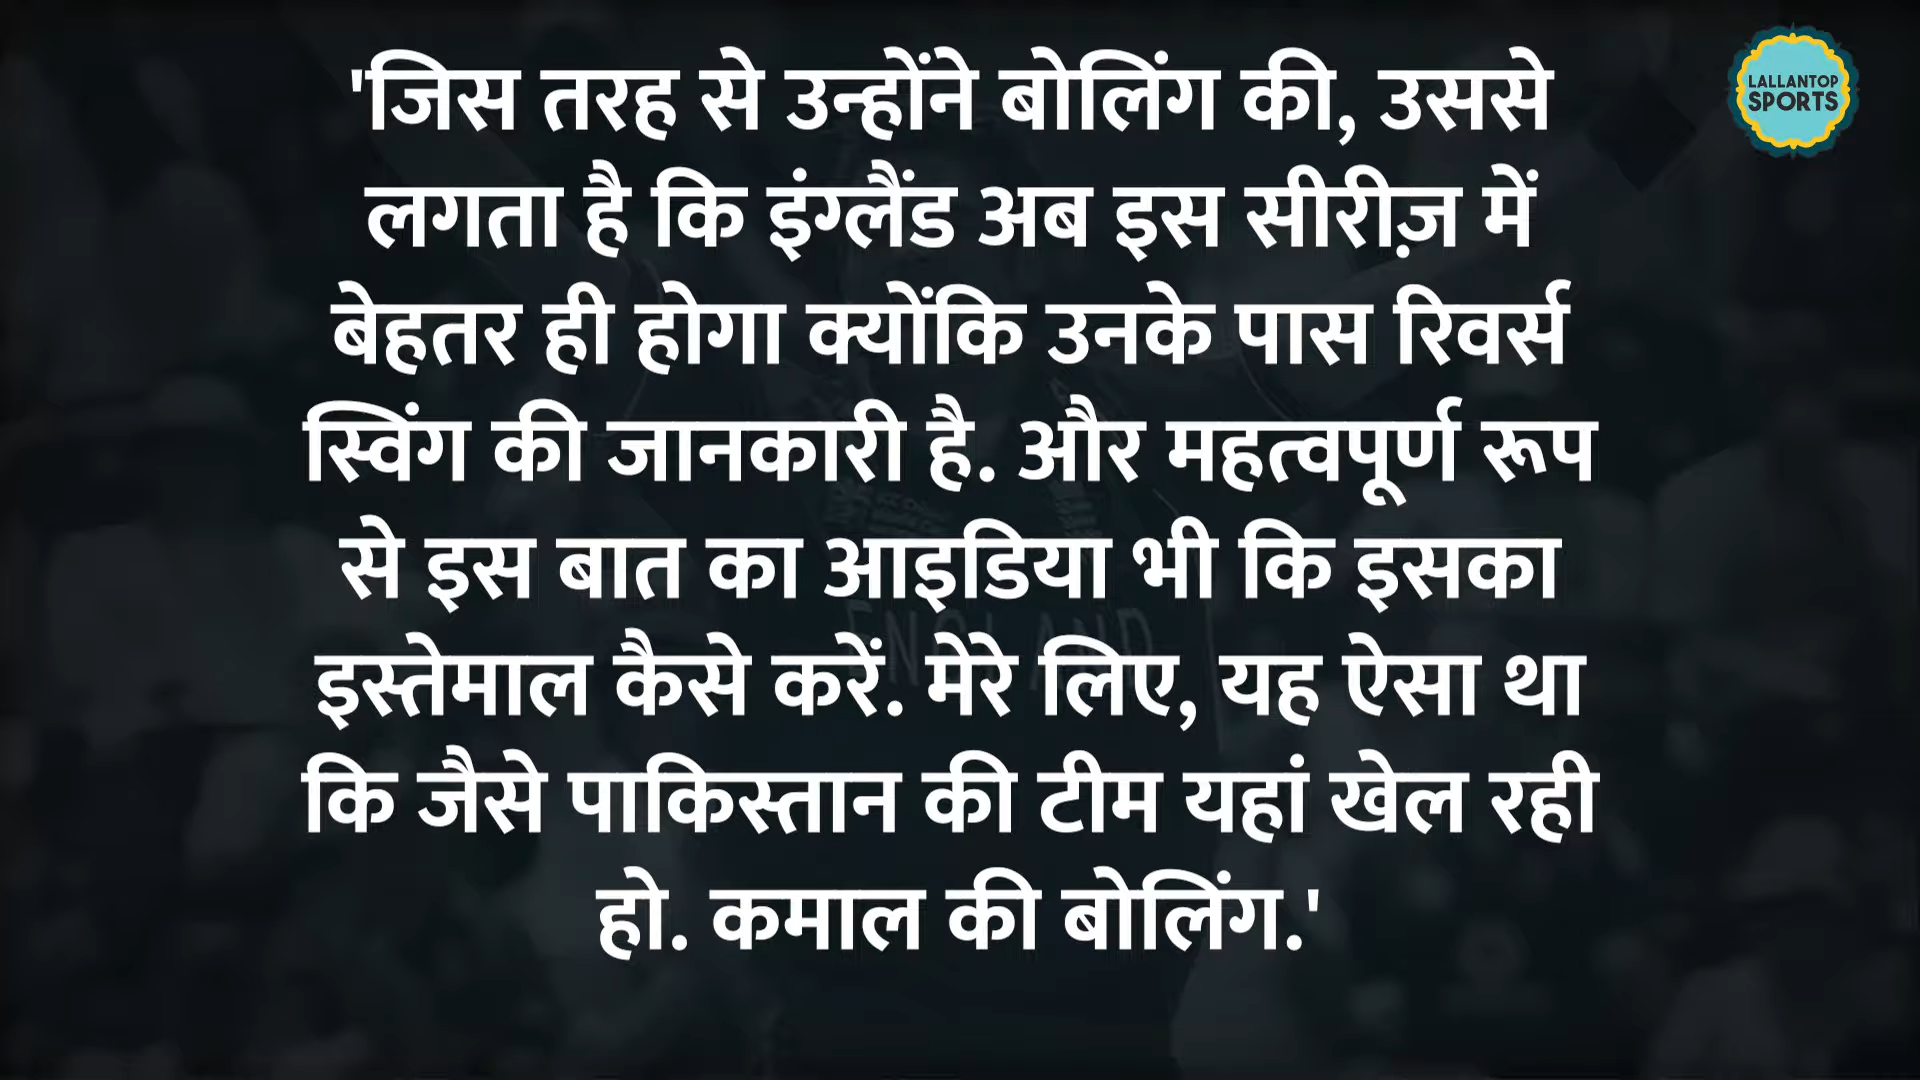 'जिस तरह से उन्होंने बोलिंग की, उससे
लगता है कि इंग्लैंड अब इस सीरीज़ में
बेहतर ही होगा क्योंकि उनके पास रिवर्स
स्विंग की जानकारी है. और महत्वपूर्ण रूप
से इस बात का आइडिया भी कि इसका
इस्तेमाल कैसे करें. मेरे लिए, यह ऐसा था
कि जैसे पाकिस्तान की टीम यहां खेल रही
हो. कमाल की बोलिंग.'
LALLANTOP
SPORTS
ENGLAND